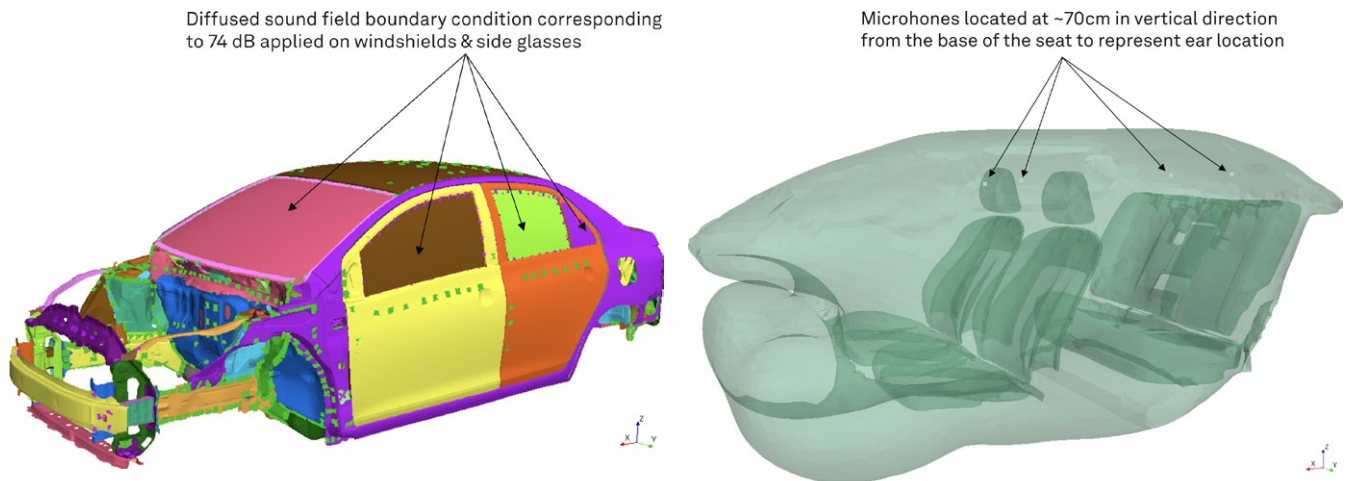 Diffused sound field boundary condition corresponding
to 74 dB applied on windshields & side glasses
Microhones located at ~70cm in vertical direction
from the base of the seat to represent ear location
Z
X
Y
Z
X
Y